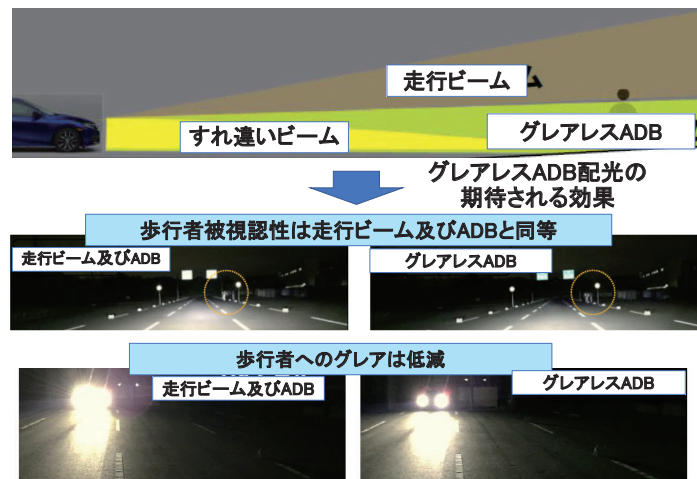 走行ビーム
すれ違いビーム
グレアレスADB
グレアレスADB配光の
期待される効果
歩行者被視認性は走行ビーム及びADBと同等
走行ビーム及びADB
グレアレスADB
歩行者へのグレアは低減
走行ビーム及びADB
グレアレスADB